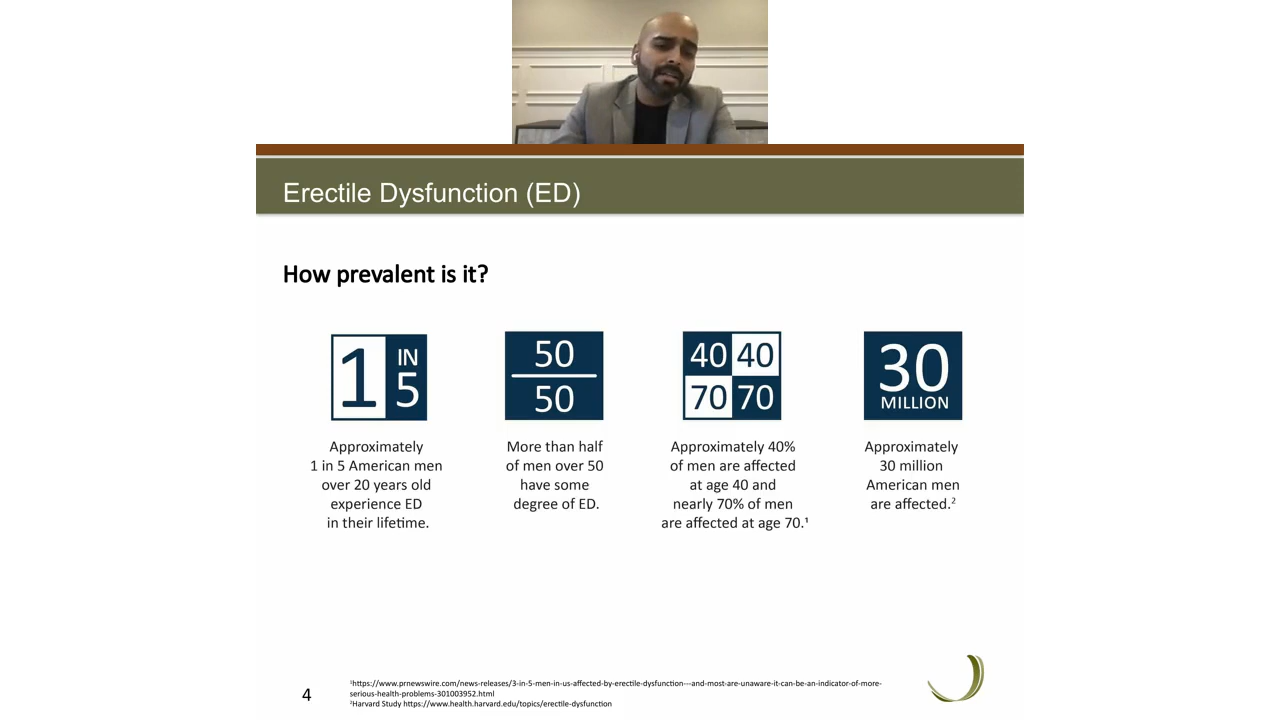 Erectile Dysfunction (ED)
How prevalent is it?
1 IN 5
Approximately
1 in 5 American men
over 20 years old
experience ED
in their lifetime.
50
50
More than half
of men over 50
have some
degree of ED.
40 40
70 70
Approximately 40%
of men are affected
at age 40 and
nearly 70% of men
are affected at age 70.¹
30
MILLION
Approximately
30 million
American men
are affected.²
4
¹https://www.prnewswire.com/news-releases/3-in-5-men-in-us-affected-by-erectile-dysfunction---and-most-are-unaware-it-can-be-an-indicator-of-more-
serious-health-problems-301003952.html
²Harvard Study https://www.health.harvard.edu/topics/erectile-dysfunction